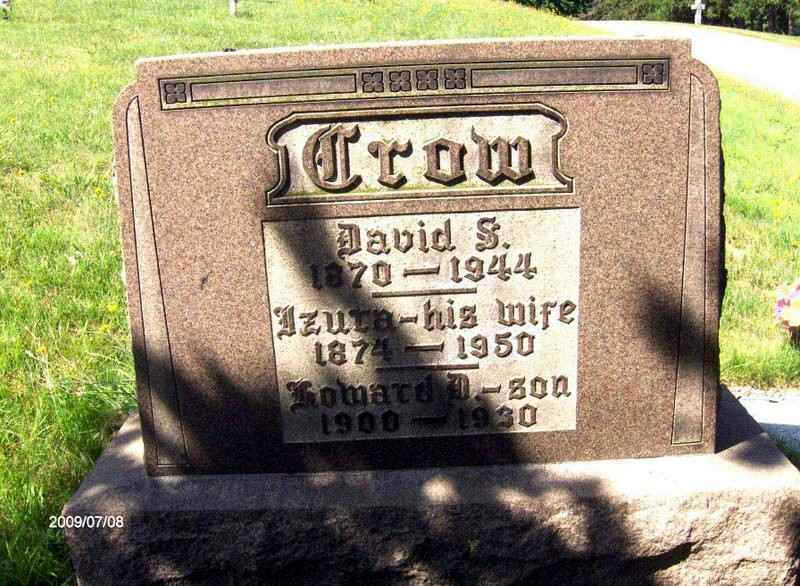 Crow
David S.
1870 — 1944
Izura - his wife
1874 — 1950
Howard D. - son
1900 — 1930
2009/07/08